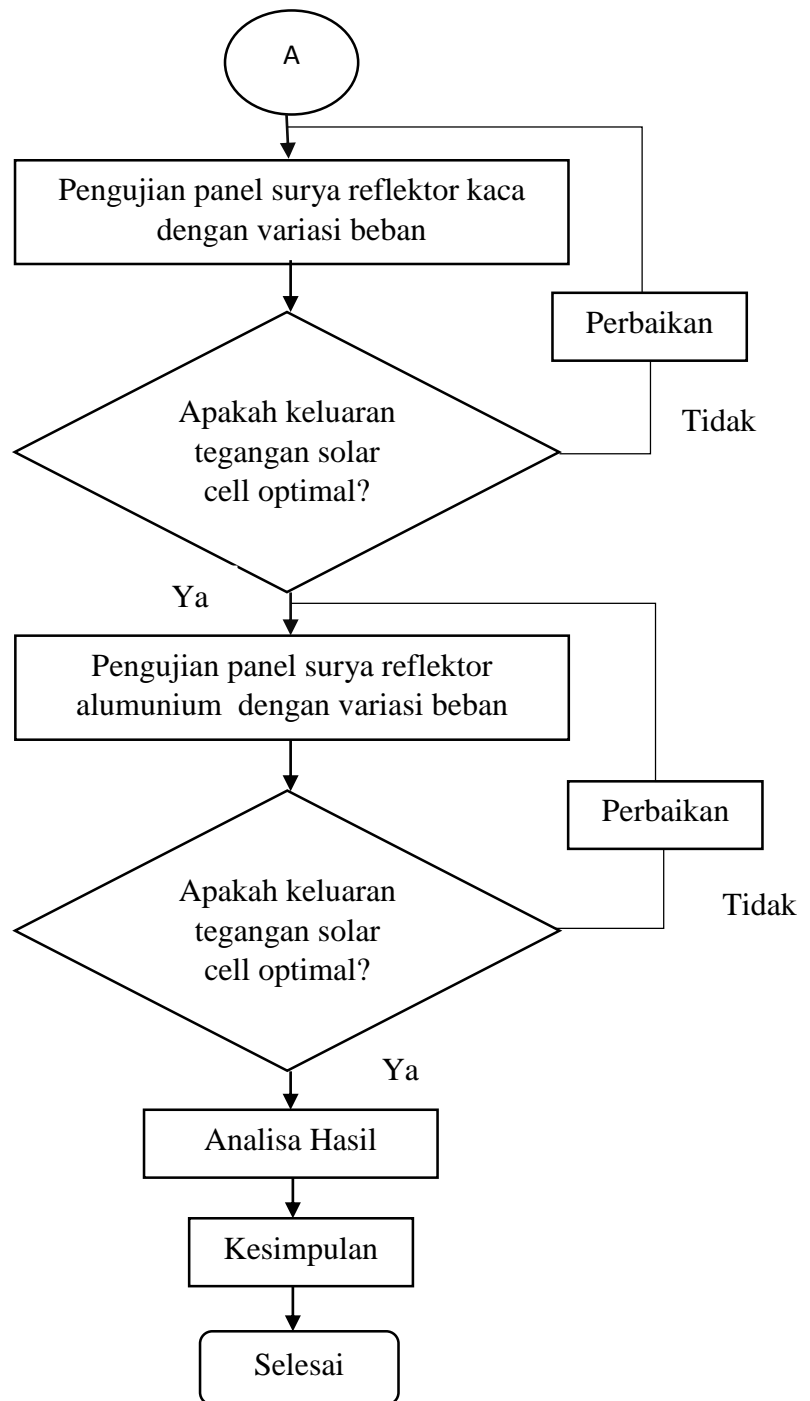 A
Pengujian panel surya reflektor kaca
dengan variasi beban
Perbaikan
Apakah keluaran
tegangan solar
cell optimal?
Tidak
Ya
Pengujian panel surya reflektor
alumunium dengan variasi beban
Perbaikan
Apakah keluaran
tegangan solar
cell optimal?
Tidak
Ya
Analisa Hasil
Kesimpulan
Selesai